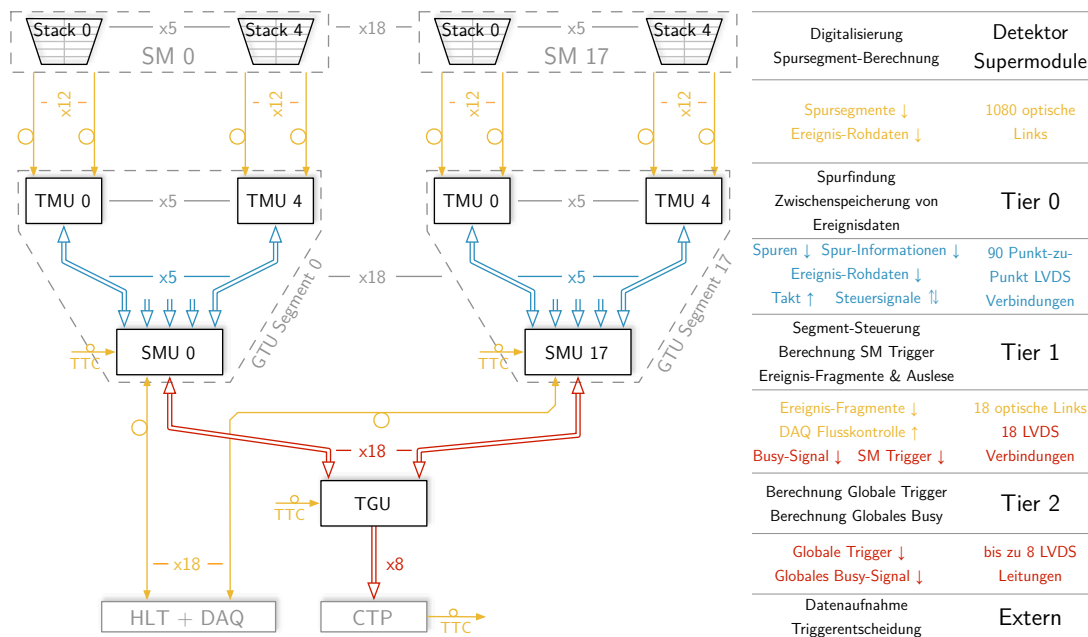 Stack 0
x5
Stack 4
x18
Stack 0
x5
Stack 4
SM 0
SM 17
x12
x12
x12
x12
TMU 0
x5
TMU 4
TMU 0
x5
TMU 4
x5
x18
x5
GTU Segment 0
GTU Segment 17
SMU 0
SMU 17
TTC
TTC
x18
TGU
TTC
x18
x8
HLT + DAQ
CTP
TTC
Digitalisierung
Spursegment-Berechnung
Detektor
Supermodule
Spursegmente ↓
Ereignis-Rohdaten ↓
1080 optische
Links
Spurfindung
Zwischenspeicherung von
Ereignisdaten
Tier 0
Spuren ↓ Spur-Informationen ↓
Ereignis-Rohdaten ↓
Takt ↑ Steuersignale ⇅
90 Punkt-zu-
Punkt LVDS
Verbindungen
Segment-Steuerung
Berechnung SM Trigger
Ereignis-Fragmente & Auslese
Tier 1
Ereignis-Fragmente ↓
DAQ Flusskontrolle ↑
Busy-Signal ↓ SM Trigger ↓
18 optische Links
18 LVDS
Verbindungen
Berechnung Globale Trigger
Berechnung Globales Busy
Tier 2
Globale Trigger ↓
Globales Busy-Signal ↓
bis zu 8 LVDS
Leitungen
Datenaufnahme
Triggerentscheidung
Extern